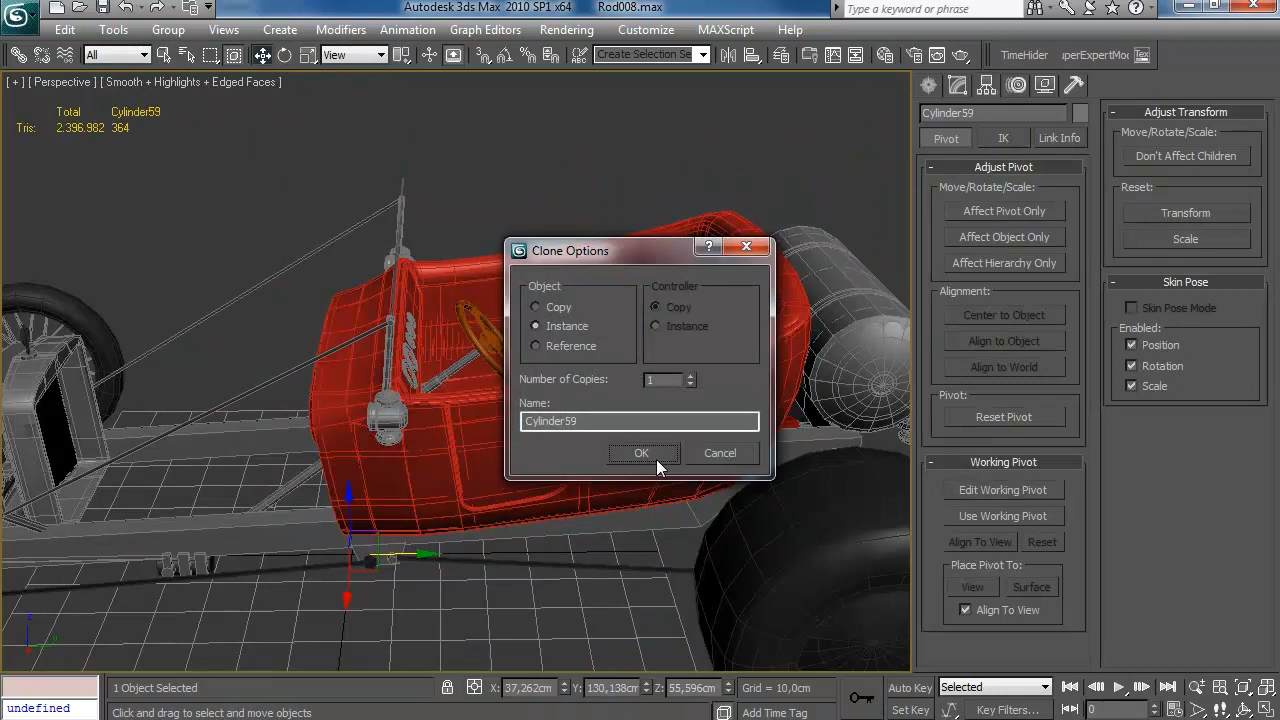 Autodesk 3ds Max 2010 SP1 x64 Rod008.max
Type a keyword or phrase
Edit Tools Group Views Create Modifiers Animation Graph Editors Rendering Customize MAXScript Help
All View Create Selection Se TimeHider
[ + ] [ Perspective ] [ Smooth + Highlights + Edged Faces ]
Total Cylinder59
Tris: 2.396.982 364
Clone Options
Object
Copy
Instance
Reference
Controller
Copy
Instance
Number of Copies: 1
Name:
Cylinder59
OK Cancel
Cylinder59
Pivot IK Link Info
- Adjust Pivot
Move/Rotate/Scale:
Affect Pivot Only
Affect Object Only
Affect Hierarchy Only
Alignment:
Center to Object
Align to Object
Align to World
Pivot:
Reset Pivot
- Working Pivot
Edit Working Pivot
Use Working Pivot
Align To View Reset
Place Pivot To:
View Surface
Align To View
- Adjust Transform
Move/Rotate/Scale:
Don't Affect Children
Reset:
Transform
Scale
- Skin Pose
Skin Pose Mode
Enabled:
Position
Rotation
Scale
1 Object Selected X: 37,262cm Y: 130,138cm Z: 55,596cm Grid = 10,0cm Auto Key Selected
undefined Click and drag to select and move objects Add Time Tag Set Key Key Filters... 0